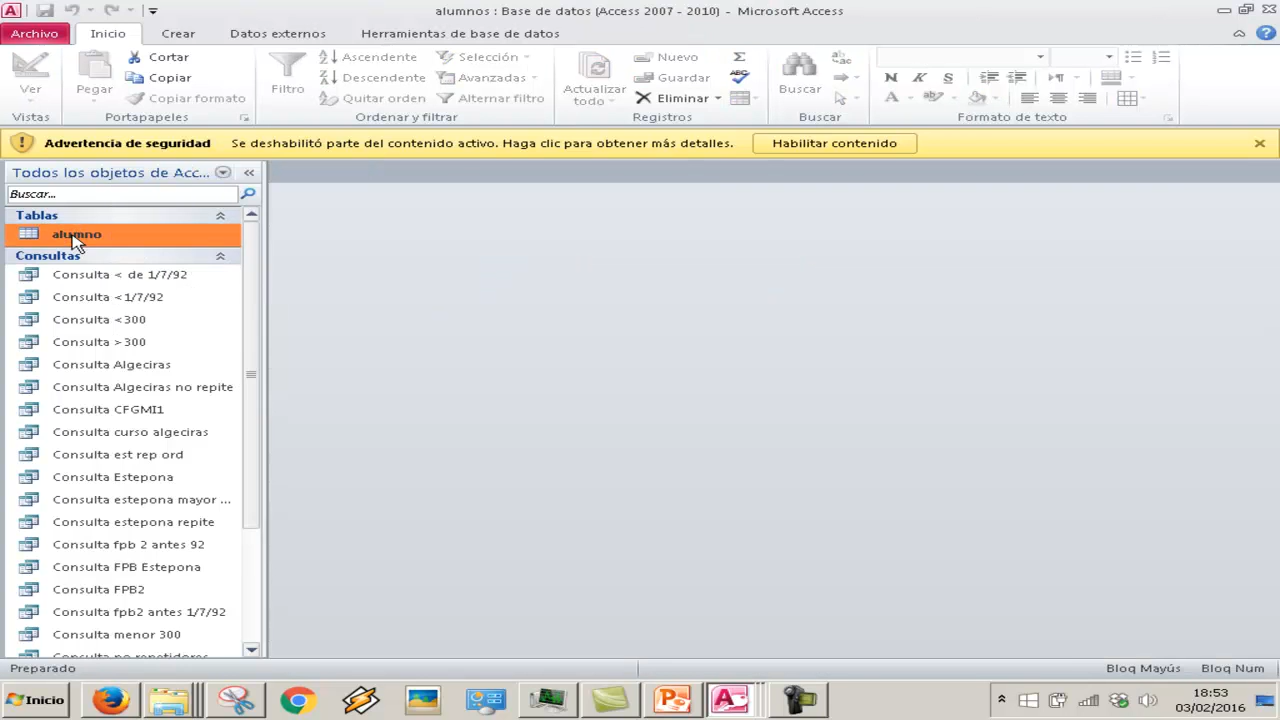 alumnos : Base de datos (Access 2007 - 2010) - Microsoft Access
Archivo Inicio Crear Datos externos Herramientas de base de datos
Ver
Vistas
Pegar
Cortar
Copiar
Copiar formato
Portapapeles
Filtro
Ascendente
Descendente
Quitar orden
Selección
Avanzadas
Alternar filtro
Ordenar y filtrar
Actualizar
todo
Nuevo
Guardar
Eliminar
Registros
Buscar
Buscar
N K S
A
Formato de texto
Advertencia de seguridad Se deshabilitó parte del contenido activo. Haga clic para obtener más detalles. Habilitar contenido
Todos los objetos de Acc...
Buscar...
Tablas
alumno
Consultas
Consulta < de 1/7/92
Consulta <1/7/92
Consulta <300
Consulta >300
Consulta Algeciras
Consulta Algeciras no repite
Consulta CFGMI1
Consulta curso algeciras
Consulta est rep ord
Consulta Estepona
Consulta estepona mayor ...
Consulta estepona repite
Consulta fpb 2 antes 92
Consulta FPB Estepona
Consulta FPB2
Consulta fpb2 antes 1/7/92
Consulta menor 300
Consulta no repetidores
Preparado Bloq Mayús Bloq Num
Inicio
18:53
03/02/2016